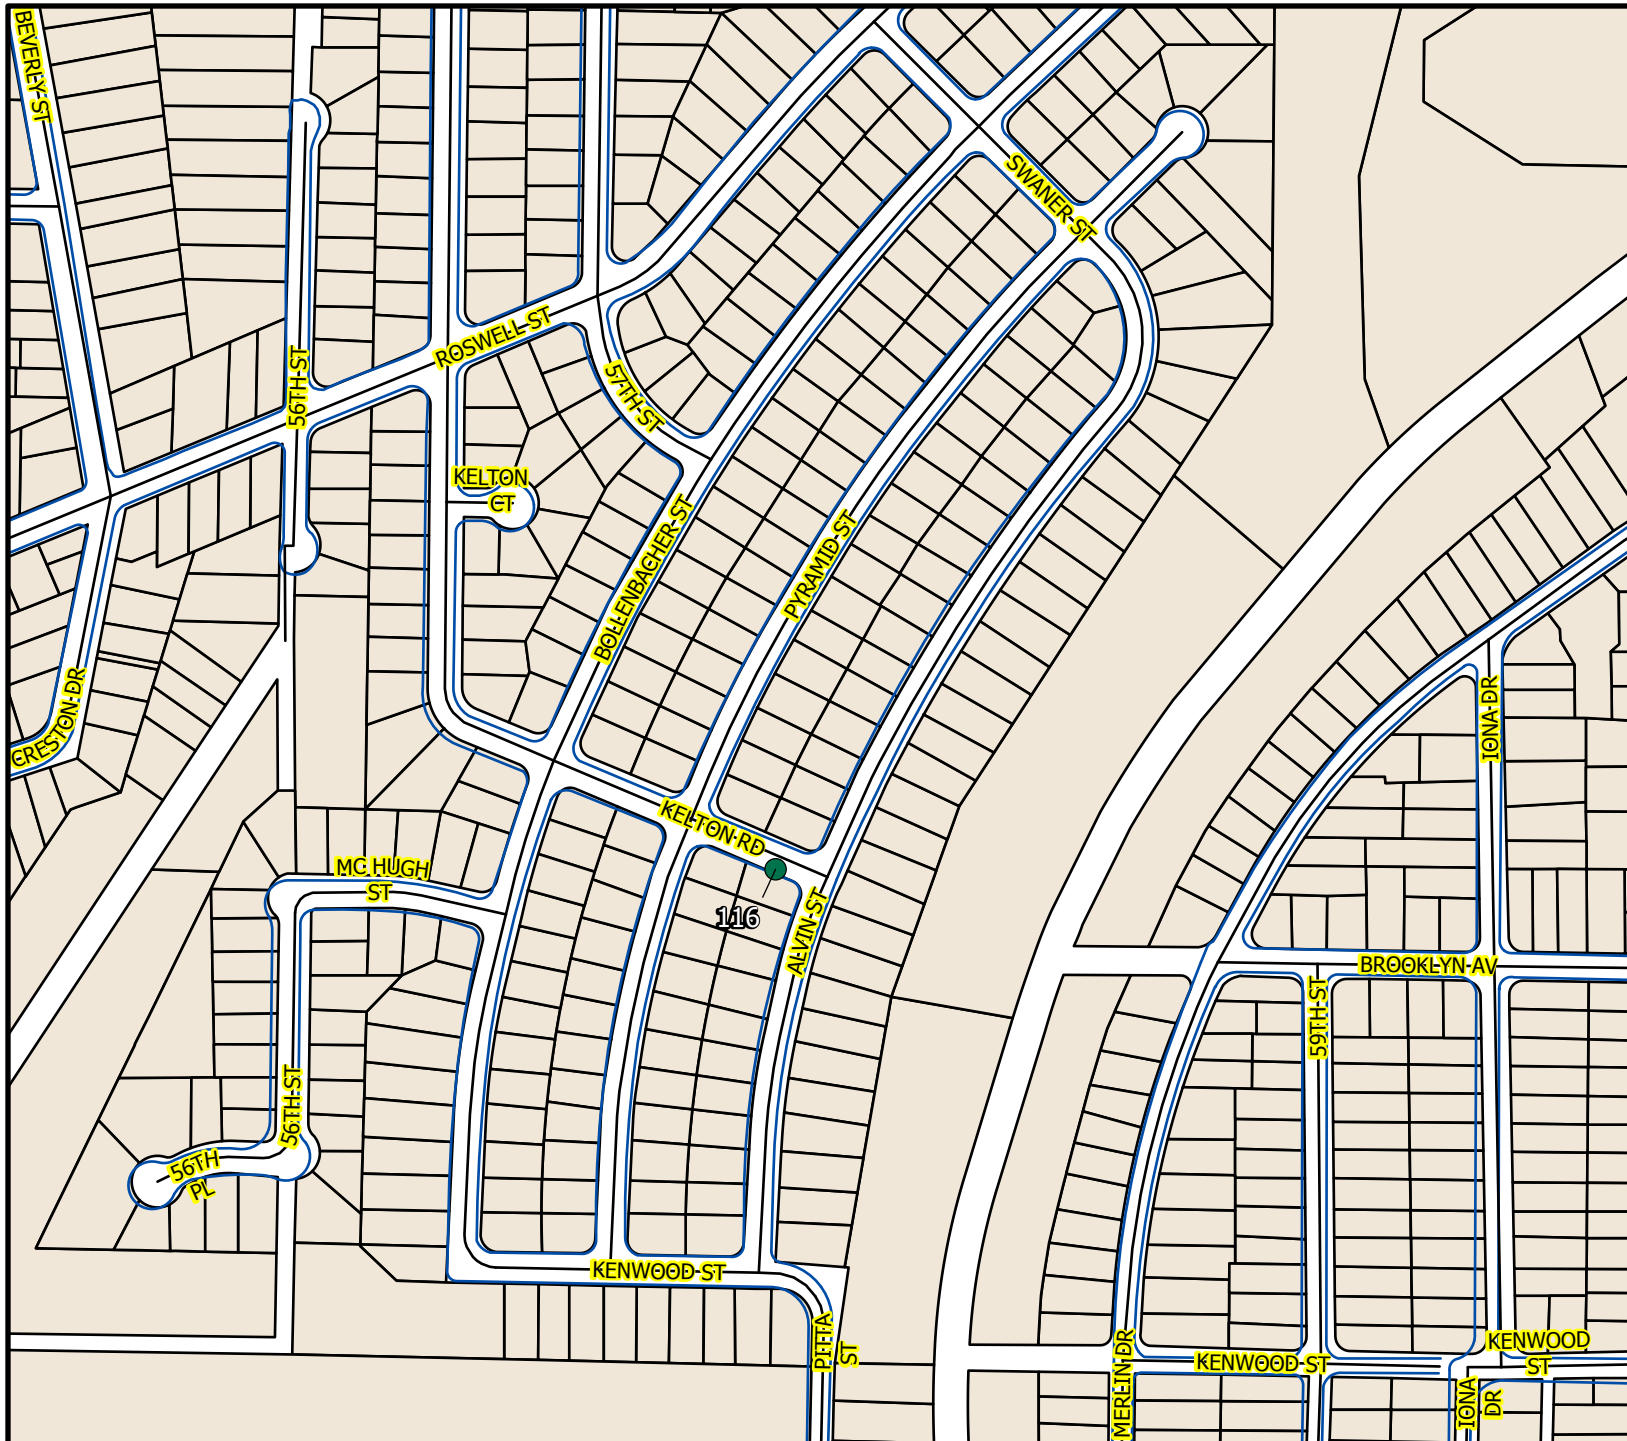 BEVERLY ST
SWANER ST
ROSWELL ST
56TH ST
57TH ST
KELTON
CT
BOLLENBACHER ST
PYRAMID ST
CRESTON DR
IONA DR
KELTON RD
MC HUGH
ST
116
ALVIN ST
BROOKLYN AV
59TH ST
56TH ST
56TH
PL
KENWOOD ST
PITTA
ST
MERLIN DR
KENWOOD ST
KENWOOD
ST
IONA
DR